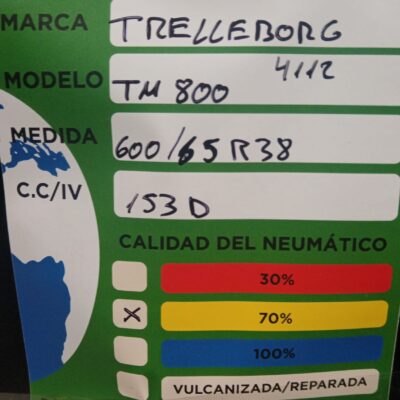 MARCA TRELLEBORG
4112
MODELO TM 800
MEDIDA 600/65 R38
C.C/IV 153 D
CALIDAD DEL NEUMÁTICO
30%
X 70%
100%
VULCANIZADA/REPARADA